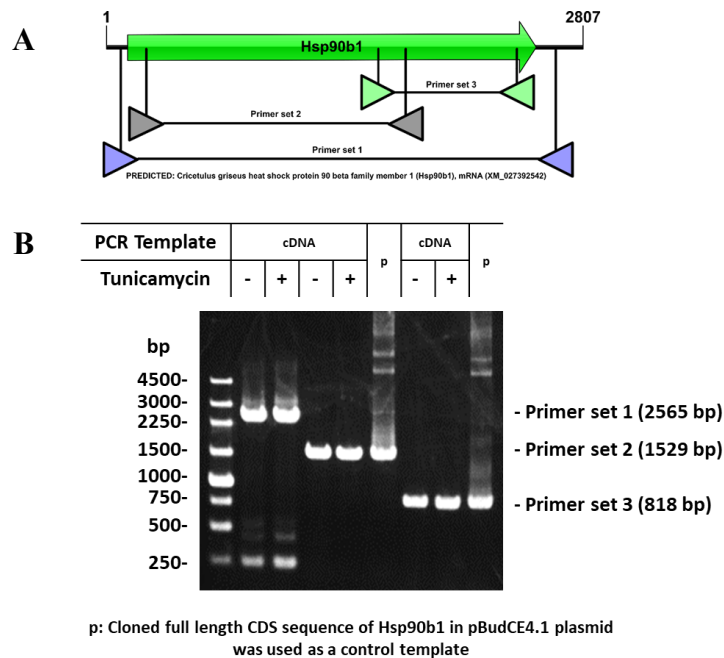 A
1
2807
Hsp90b1
Primer set 3
Primer set 2
Primer set 1
PREDICTED: Cricetulus griseus heat shock protein 90 beta family member 1 (Hsp90b1), mRNA (XM_027392542)
B
PCR Template cDNA p cDNA p
Tunicamycin - + - + - +
bp
4500-
3000-
2250-
1500-
1000-
750-
500-
250-
- Primer set 1 (2565 bp)
- Primer set 2 (1529 bp)
- Primer set 3 (818 bp)
p: Cloned full length CDS sequence of Hsp90b1 in pBudCE4.1 plasmid
was used as a control template